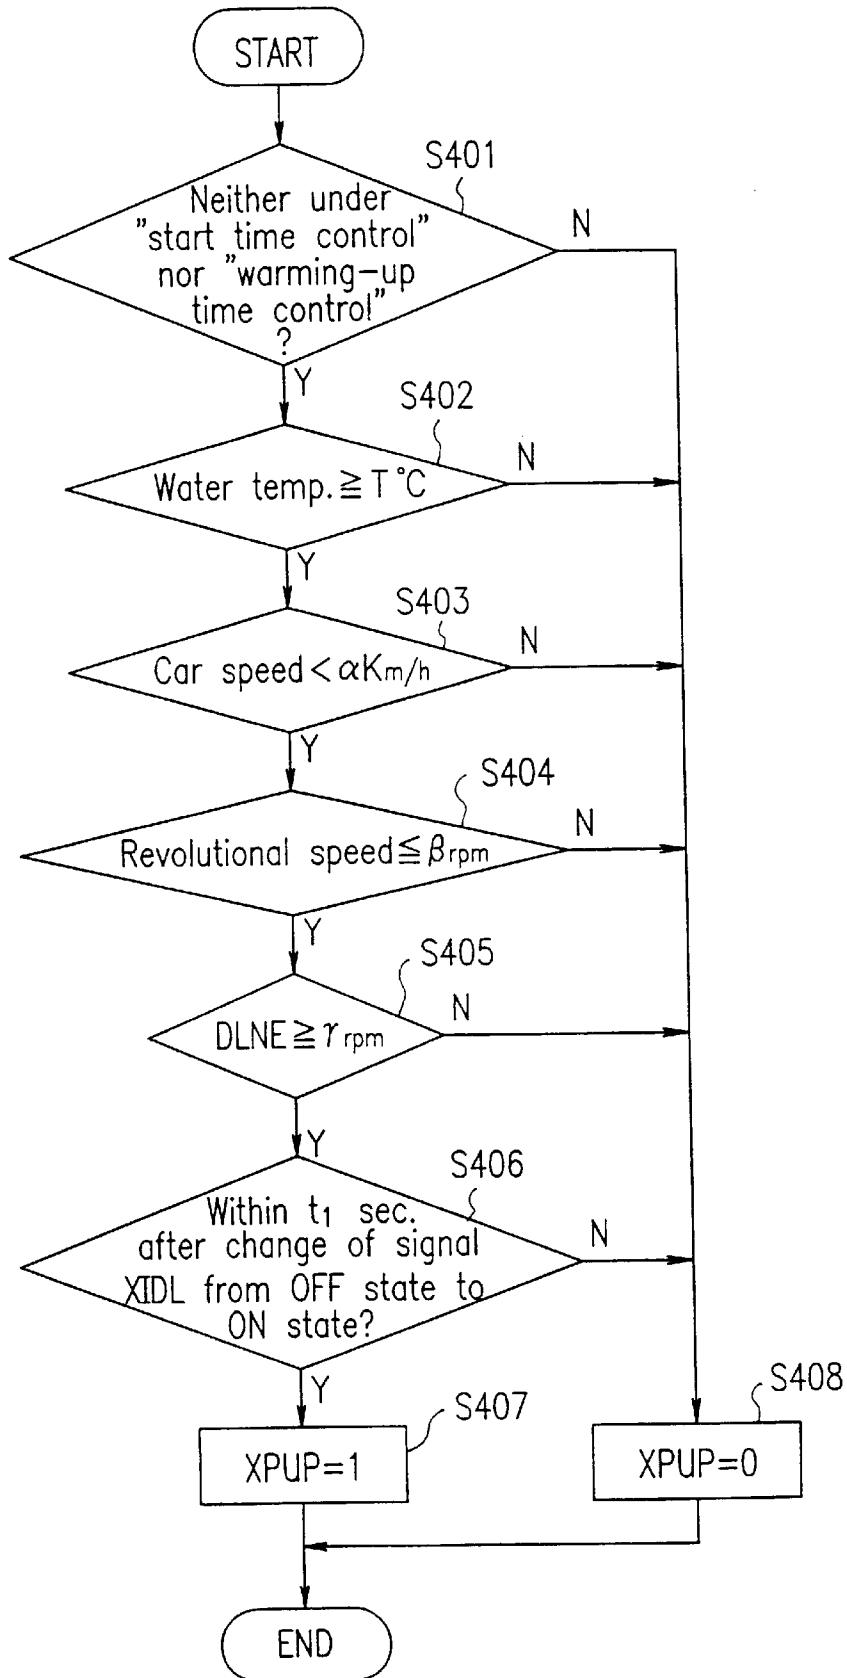 START
S401
Neither under
"start time control"
nor "warming-up
time control"
?
N
Y
S402
Water temp.≧T°C
N
Y
S403
Car speed<αKm/h
N
Y
S404
Revolutional speed≦βrpm
N
Y
S405
DLNE≧γrpm
N
Y
S406
Within t₁ sec.
after change of signal
XIDL from OFF state to
ON state?
N
Y
S407
XPUP=1
S408
XPUP=0
END